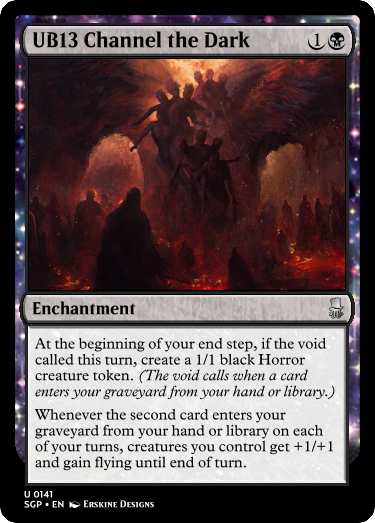 UB13 Channel the Dark 1
Enchantment
At the beginning of your end step, if the void
called this turn, create a 1/1 black Horror
creature token. (The void calls when a card
enters your graveyard from your hand or library.)
Whenever the second card enters your
graveyard from your hand or library on each
of your turns, creatures you control get +1/+1
and gain flying until end of turn.
U 0141
SGP • EN Erskine Designs